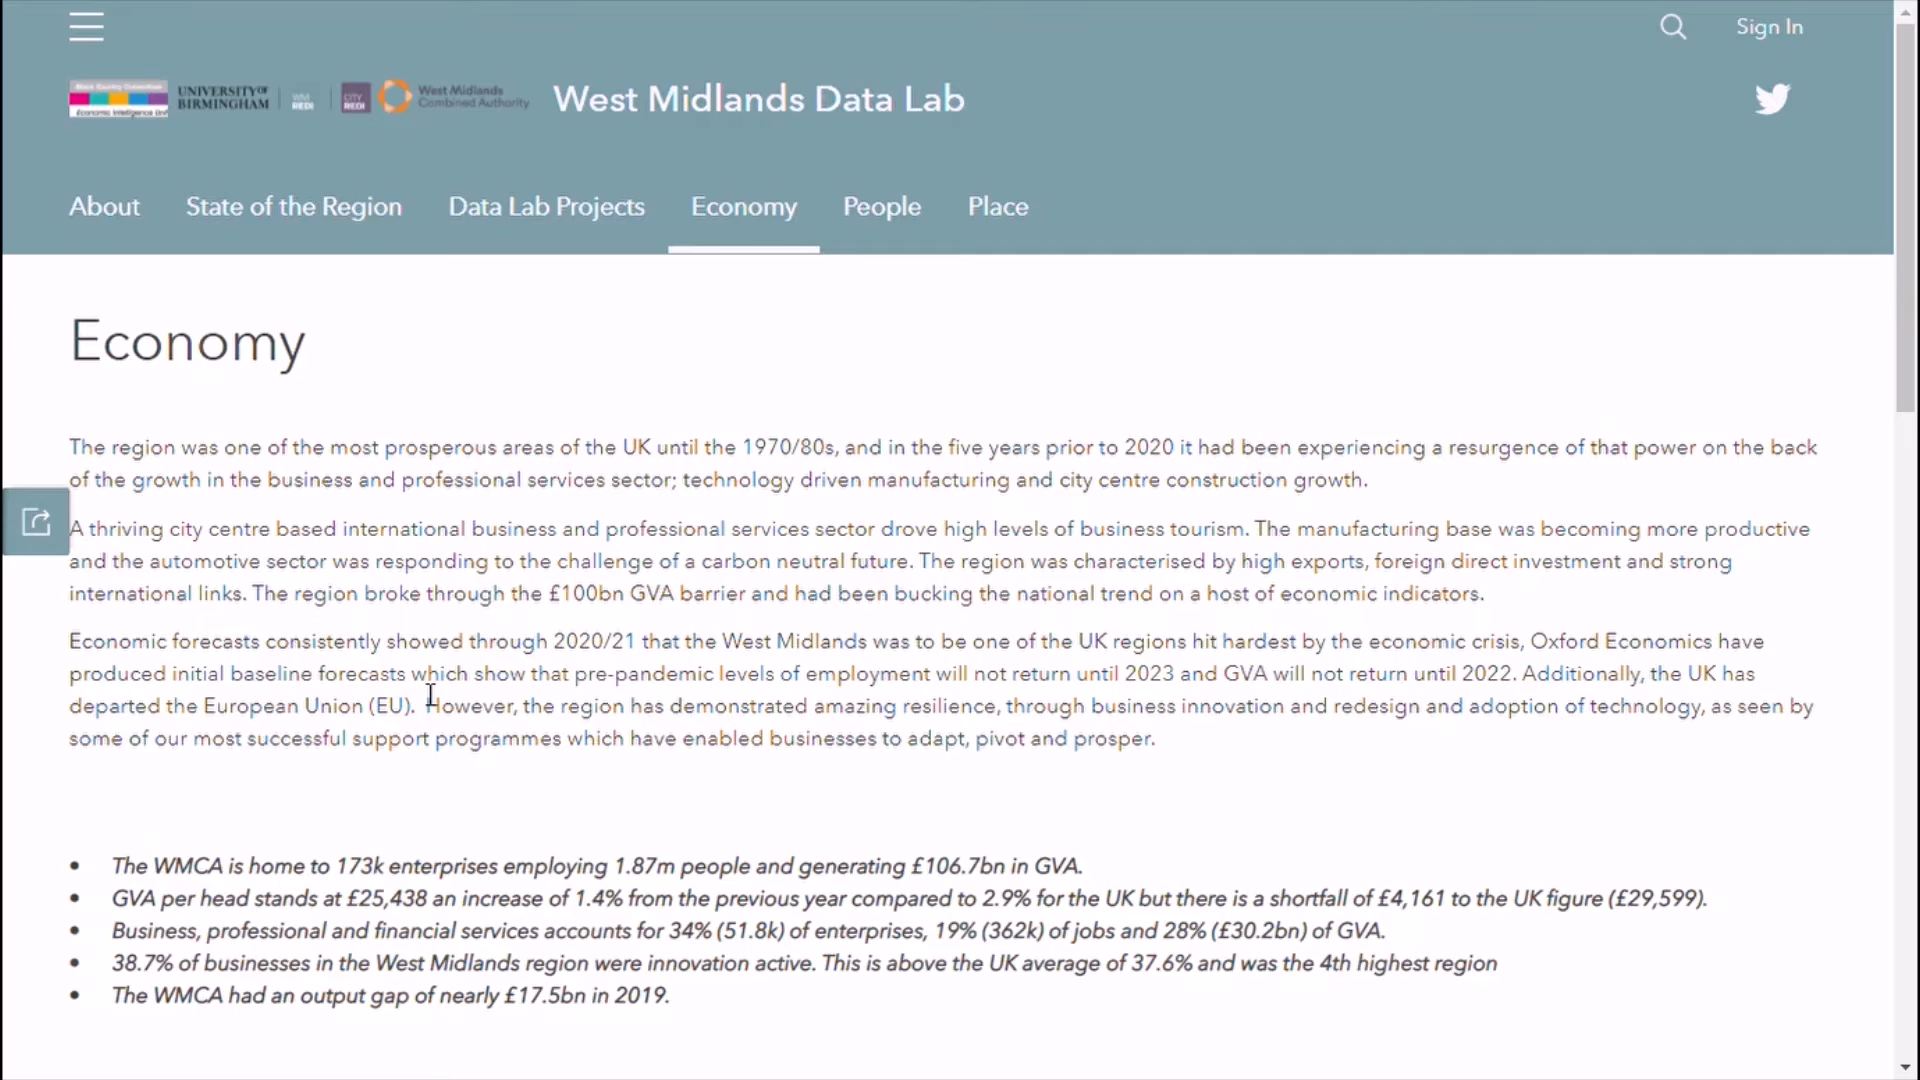 Sign In
Black Country Consortium
Economic Intelligence Unit
UNIVERSITY OF
BIRMINGHAM
WM
REDI
CITY
REDI
West Midlands
Combined Authority
West Midlands Data Lab
About
State of the Region
Data Lab Projects
Economy
People
Place
Economy
The region was one of the most prosperous areas of the UK until the 1970/80s, and in the five years prior to 2020 it had been experiencing a resurgence of that power on the back
of the growth in the business and professional services sector; technology driven manufacturing and city centre construction growth.
A thriving city centre based international business and professional services sector drove high levels of business tourism. The manufacturing base was becoming more productive
and the automotive sector was responding to the challenge of a carbon neutral future. The region was characterised by high exports, foreign direct investment and strong
international links. The region broke through the £100bn GVA barrier and had been bucking the national trend on a host of economic indicators.
Economic forecasts consistently showed through 2020/21 that the West Midlands was to be one of the UK regions hit hardest by the economic crisis, Oxford Economics have
produced initial baseline forecasts which show that pre-pandemic levels of employment will not return until 2023 and GVA will not return until 2022. Additionally, the UK has
departed the European Union (EU). However, the region has demonstrated amazing resilience, through business innovation and redesign and adoption of technology, as seen by
some of our most successful support programmes which have enabled businesses to adapt, pivot and prosper.
• The WMCA is home to 173k enterprises employing 1.87m people and generating £106.7bn in GVA.
• GVA per head stands at £25,438 an increase of 1.4% from the previous year compared to 2.9% for the UK but there is a shortfall of £4,161 to the UK figure (£29,599).
• Business, professional and financial services accounts for 34% (51.8k) of enterprises, 19% (362k) of jobs and 28% (£30.2bn) of GVA.
• 38.7% of businesses in the West Midlands region were innovation active. This is above the UK average of 37.6% and was the 4th highest region
• The WMCA had an output gap of nearly £17.5bn in 2019.